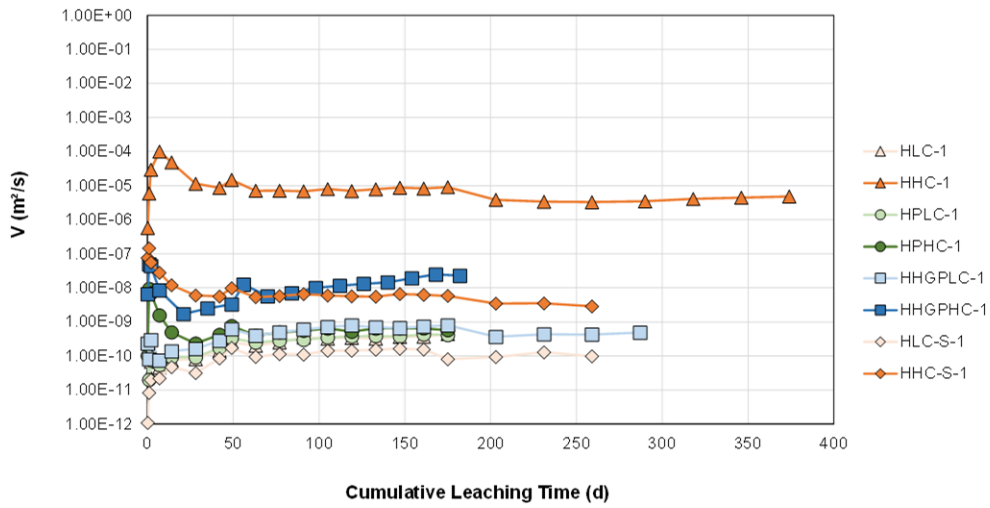 1.00E+00
1.00E-01
1.00E-02
1.00E-03
1.00E-04
1.00E-05
1.00E-06
1.00E-07
1.00E-08
1.00E-09
1.00E-10
1.00E-11
1.00E-12
V (m²/s)
0 50 100 150 200 250 300 350 400
Cumulative Leaching Time (d)
HLC-1
HHC-1
HPLC-1
HPHC-1
HHGPLC-1
HHGPHC-1
HLC-S-1
HHC-S-1